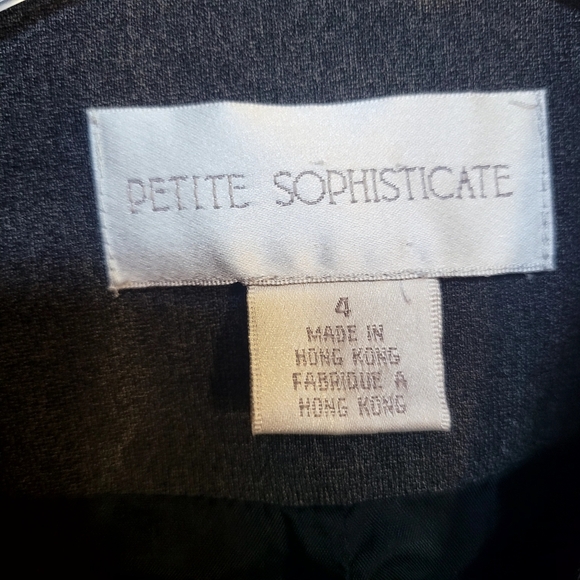 PETITE SOPHISTICATE
4
MADE IN
HONG KONG
FABRIQUE A
HONG KONG